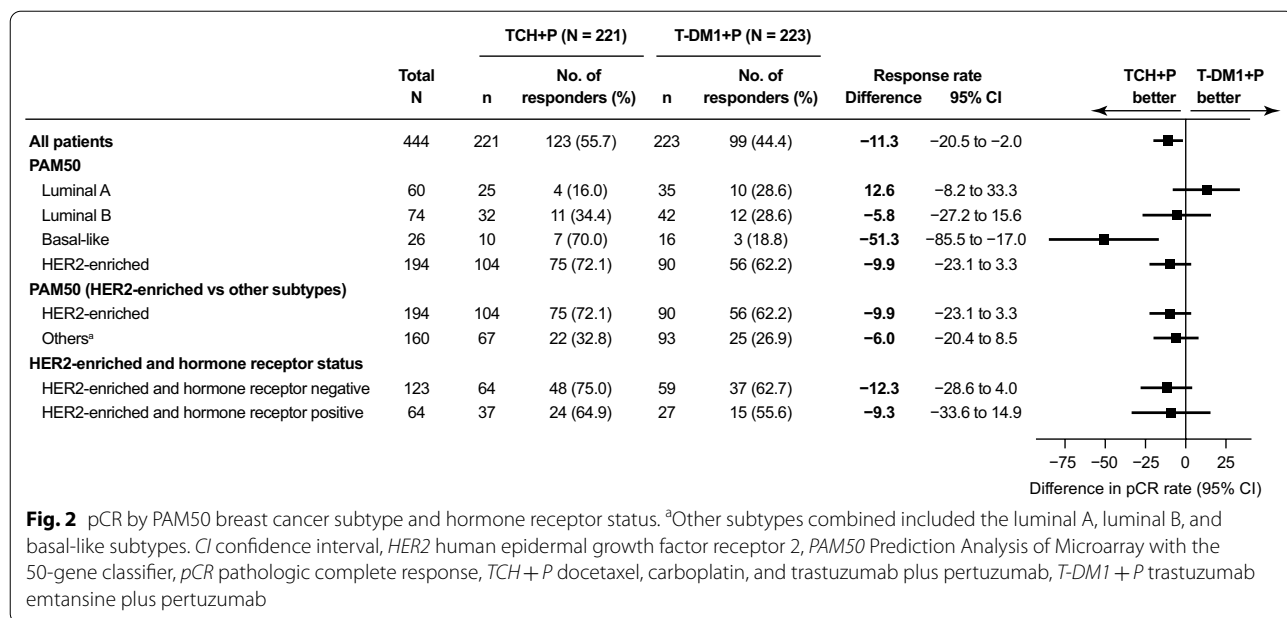 TCH+P (N = 221) T-DM1+P (N = 223)
Total No. of No. of Response rate TCH+P T-DM1+P
N n responders (%) n responders (%) Difference 95% CI better better
All patients 444 221 123 (55.7) 223 99 (44.4) −11.3 −20.5 to −2.0
PAM50
Luminal A 60 25 4 (16.0) 35 10 (28.6) 12.6 −8.2 to 33.3
Luminal B 74 32 11 (34.4) 42 12 (28.6) −5.8 −27.2 to 15.6
Basal-like 26 10 7 (70.0) 16 3 (18.8) −51.3 −85.5 to −17.0
HER2-enriched 194 104 75 (72.1) 90 56 (62.2) −9.9 −23.1 to 3.3
PAM50 (HER2-enriched vs other subtypes)
HER2-enriched 194 104 75 (72.1) 90 56 (62.2) −9.9 −23.1 to 3.3
Othersᵃ 160 67 22 (32.8) 93 25 (26.9) −6.0 −20.4 to 8.5
HER2-enriched and hormone receptor status
HER2-enriched and hormone receptor negative 123 64 48 (75.0) 59 37 (62.7) −12.3 −28.6 to 4.0
HER2-enriched and hormone receptor positive 64 37 24 (64.9) 27 15 (55.6) −9.3 −33.6 to 14.9
−75 −50 −25 0 25
Difference in pCR rate (95% CI)
Fig. 2 pCR by PAM50 breast cancer subtype and hormone receptor status. ᵃOther subtypes combined included the luminal A, luminal B, and
basal-like subtypes. CI confidence interval, HER2 human epidermal growth factor receptor 2, PAM50 Prediction Analysis of Microarray with the
50-gene classifier, pCR pathologic complete response, TCH + P docetaxel, carboplatin, and trastuzumab plus pertuzumab, T-DM1 + P trastuzumab
emtansine plus pertuzumab